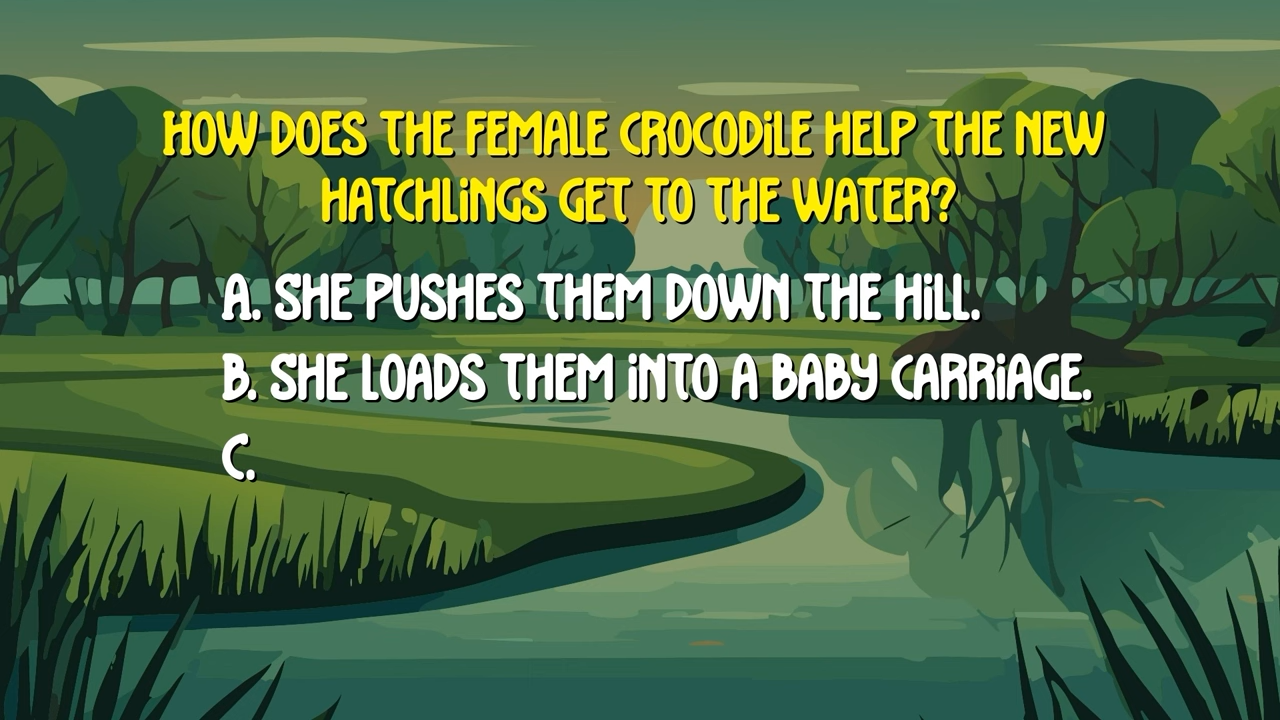 HOW DOES THE FEMALE CROCODILE HELP THE NEW
HATCHLINGS GET TO THE WATER?
A. SHE PUSHES THEM DOWN THE HILL.
B. SHE LOADS THEM INTO A BABY CARRIAGE.
C.